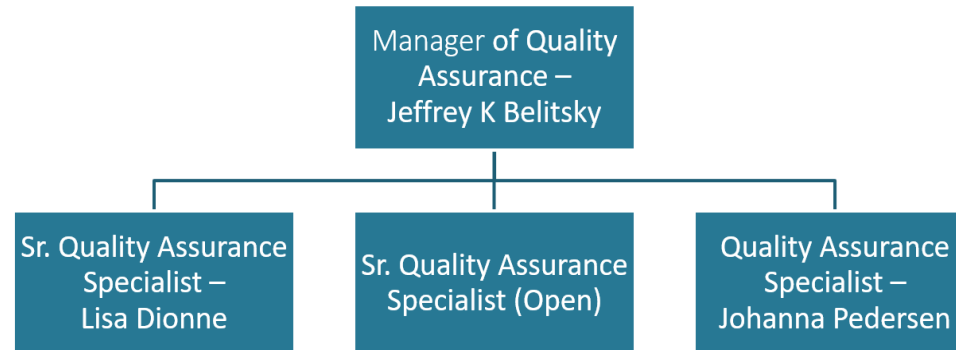 Manager of Quality
Assurance –
Jeffrey K Belitsky
Sr. Quality Assurance
Specialist –
Lisa Dionne
Sr. Quality Assurance
Specialist (Open)
Quality Assurance
Specialist –
Johanna Pedersen